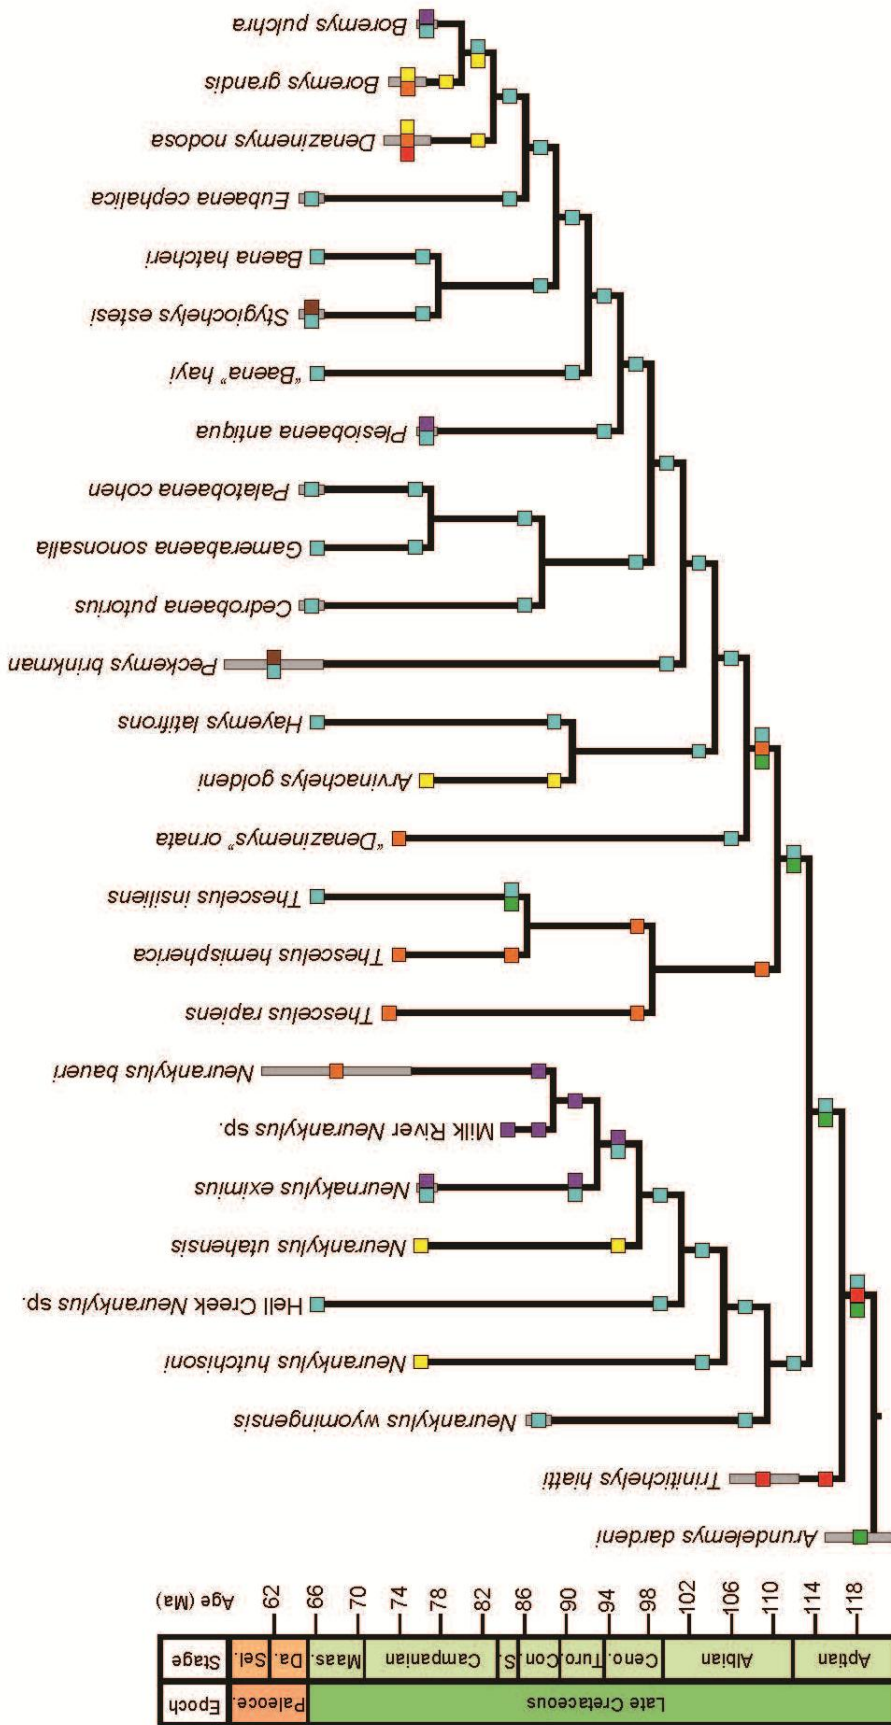 Late Cretaceous Paleoce. Epoch
Aptian Albian Ceno. Turo. Con. S. Campanian Maas. Da. Sel. Stage
118 114 110 106 102 98 94 90 86 82 78 74 70 66 62 Age (Ma)
Arundelemys dardeni
Trinitichelys hiatti
Neurankylus wyomingensis
Neurankylus hutchisoni
Hell Creek Neurankylus sp.
Neurankylus utahensis
Neurnakylus eximius
Milk River Neurankylus sp.
Neurankylus baueri
Thescelus rapiens
Thescelus hemispherica
Thescelus insiliens
"Denazinemys" ornata
Arvinachelys goldeni
Hayemys latifrons
Peckemys brinkman
Cedrobaena putorius
Gamerabaena sononsalla
Palatobaena cohen
Plesiobaena antiqua
"Baena" hayi
Stygiochelys estesi
Baena hatcheri
Eubaena cephalica
Denazinemys nodosa
Boremys grandis
Boremys pulchra